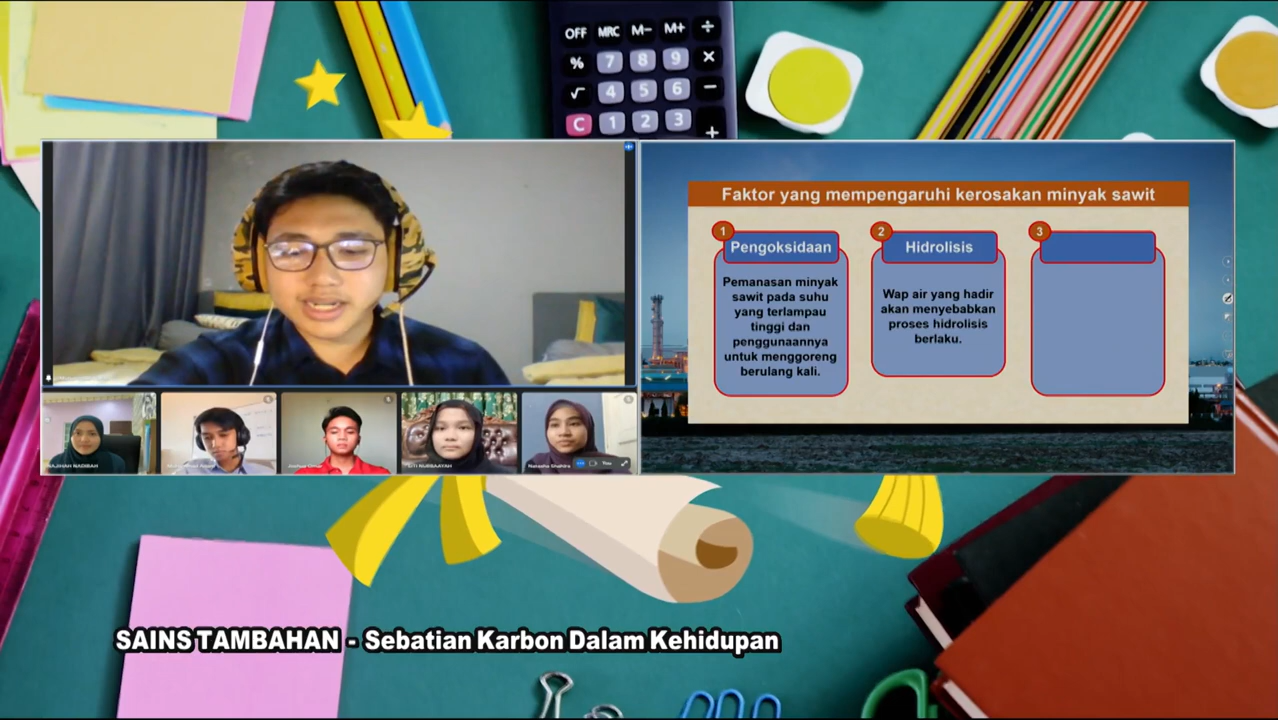 OFF MRC M− M+ ÷
% 7 8 9 ×
√ 4 5 6 −
C 1 2 3 +
Faktor yang mempengaruhi kerosakan minyak sawit
1
Pengoksidaan
Pemanasan minyak
sawit pada suhu
yang terlampau
tinggi dan
penggunaannya
untuk menggoreng
berulang kali.
2
Hidrolisis
Wap air yang hadir
akan menyebabkan
proses hidrolisis
berlaku.
3
NAJIHAH NADIBAH
Joshua Umar
SITI NURBAAYAH
Natasha Shahira
You
SAINS TAMBAHAN - Sebatian Karbon Dalam Kehidupan